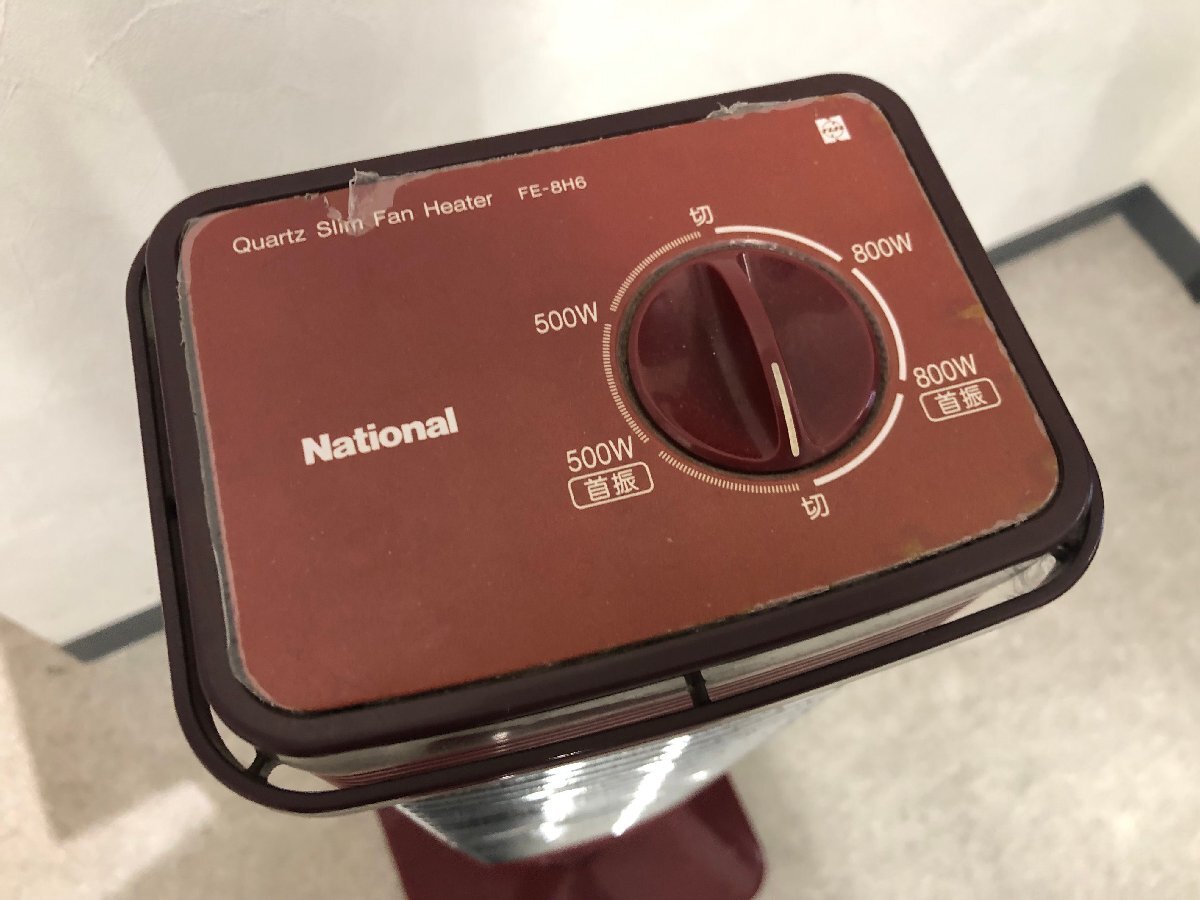 Quartz Slim Fan Heater FE-8H6
切
800W
500W
800W
首振
National
500W
首振
切